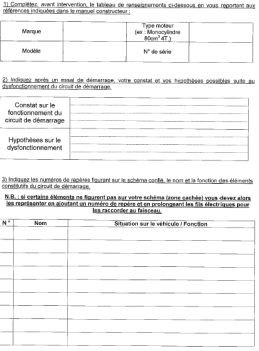 1) Complétez, avant intervention, le tableau de renseignements ci-dessous en vous reportant aux
références indiquées dans le manuel constructeur :
Marque
Type moteur
(ex : Monocylindre
80cm³ 4T.)
Modèle
N° de série
2) Indiquez après un essai de démarrage, votre constat et vos hypothèses possibles suite au
dysfonctionnement du circuit de démarrage.
Constat sur le
fonctionnement du
circuit de démarrage
Hypothèses sur le
dysfonctionnement
3) Indiquez les numéros de repères figurant sur le schéma confié, le nom et la fonction des éléments
constitutifs du circuit de démarrage.
N.B. : si certains éléments ne figurent pas sur votre schéma (zone cachée) vous devez alors
les représenter en ajoutant un numéro de repère et en prolongeant les fils électriques pour
les raccorder au faisceau.
N° Nom Situation sur le véhicule / Fonction